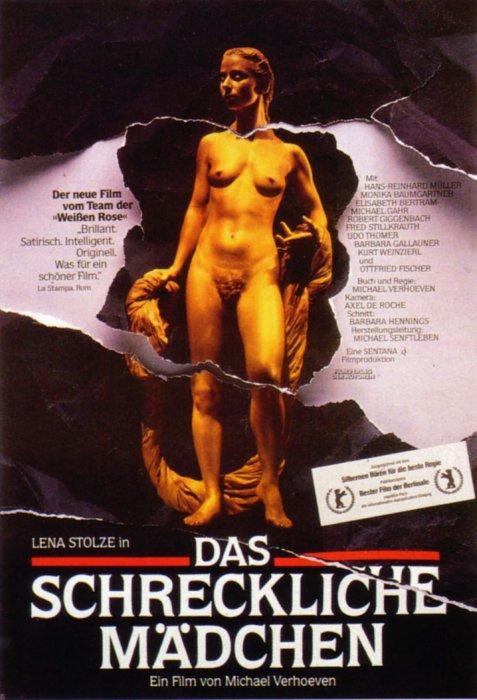 Der neue Film
vom Team der
»Weißen Rose«
„Brillant.
Satirisch. Intelligent.
Originell.
Was für ein
schöner Film.“
La Stampa, Rom
Mit
HANS-REINHARD MÜLLER
MONIKA BAUMGARTNER
ELISABETH BERTRAM
MICHAEL GAHR
ROBERT GIGGENBACH
FRED STILLKRAUTH
UDO THOMER
BARBARA GALLAUNER
KURT WEINZIERL
und
OTTFRIED FISCHER
Buch und Regie:
MICHAEL VERHOEVEN
Kamera:
AXEL DE ROCHE
Schnitt:
BARBARA HENNINGS
Herstellungsleitung:
MICHAEL SENFTLEBEN
Eine SENTANA
Filmproduktion
FILMVERLAG
DER AUTOREN
Silbernen Bären für die beste Regie
Bester Film der Berlinale
LENA STOLZE in
DAS
SCHRECKLICHE
MÄDCHEN
Ein Film von Michael Verhoeven